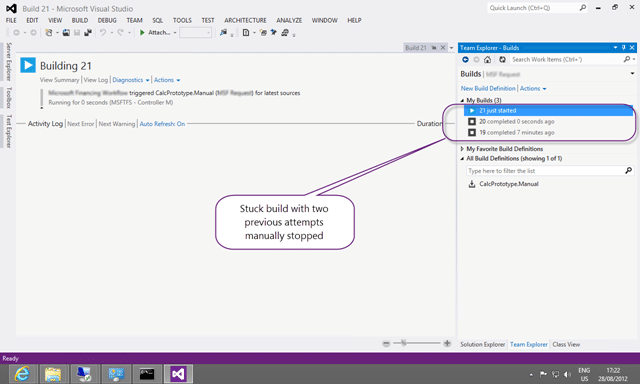 Build 21 - Microsoft Visual Studio
Quick Launch (Ctrl+Q)
FILE EDIT VIEW BUILD DEBUG TEAM SQL TOOLS TEST ARCHITECTURE ANALYZE WINDOW HELP
Attach...
Server Explorer
Toolbox
Test Explorer
Build 21
Building 21
View Summary | View Log | Diagnostics | Actions
triggered CalcPrototype.Manual ( ) for latest sources
Running for 0 seconds (MSFTFS - Controller M)
Activity Log | Next Error | Next Warning | Auto Refresh: On
Duration
Stuck build with two
previous attempts
manually stopped
Team Explorer - Builds
Search Work Items (Ctrl+')
Builds |
New Build Definition | Actions
My Builds (3)
21 just started
20 completed 0 seconds ago
19 completed 7 minutes ago
My Favorite Build Definitions
All Build Definitions (showing 1 of 1)
Type here to filter the list
CalcPrototype.Manual
Solution Explorer Team Explorer Class View
Ready
ENG
US
17:22
28/08/2012